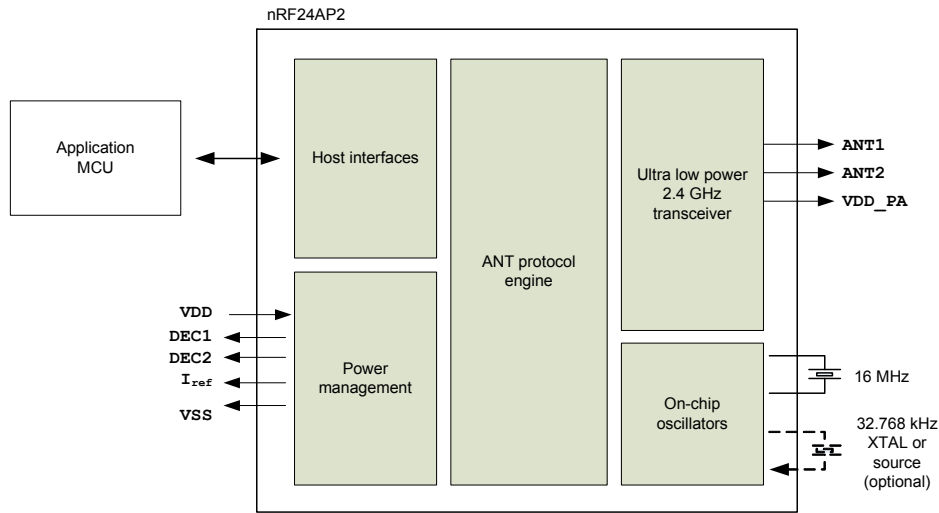 nRF24AP2
Application
MCU
Host interfaces
ANT protocol
engine
Ultra low power
2.4 GHz
transceiver
ANT1
ANT2
VDD_PA
VDD
DEC1
DEC2
Iref
VSS
Power
management
On-chip
oscillators
16 MHz
32.768 kHz
XTAL or
source
(optional)